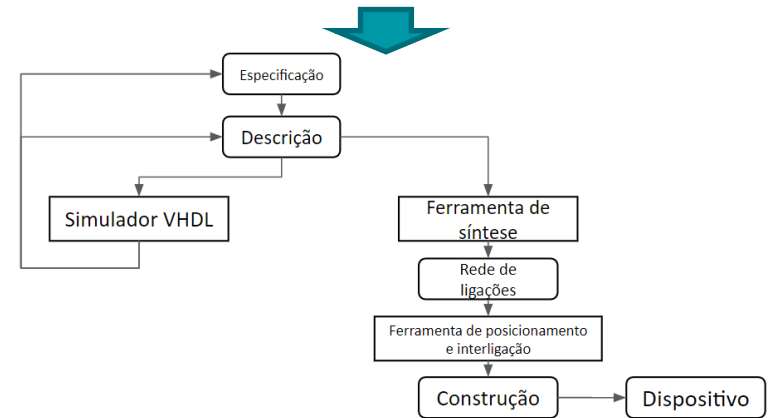 Especificação
Descrição
Simulador VHDL
Ferramenta de
síntese
Rede de
ligações
Ferramenta de posicionamento
e interligação
Construção
Dispositivo